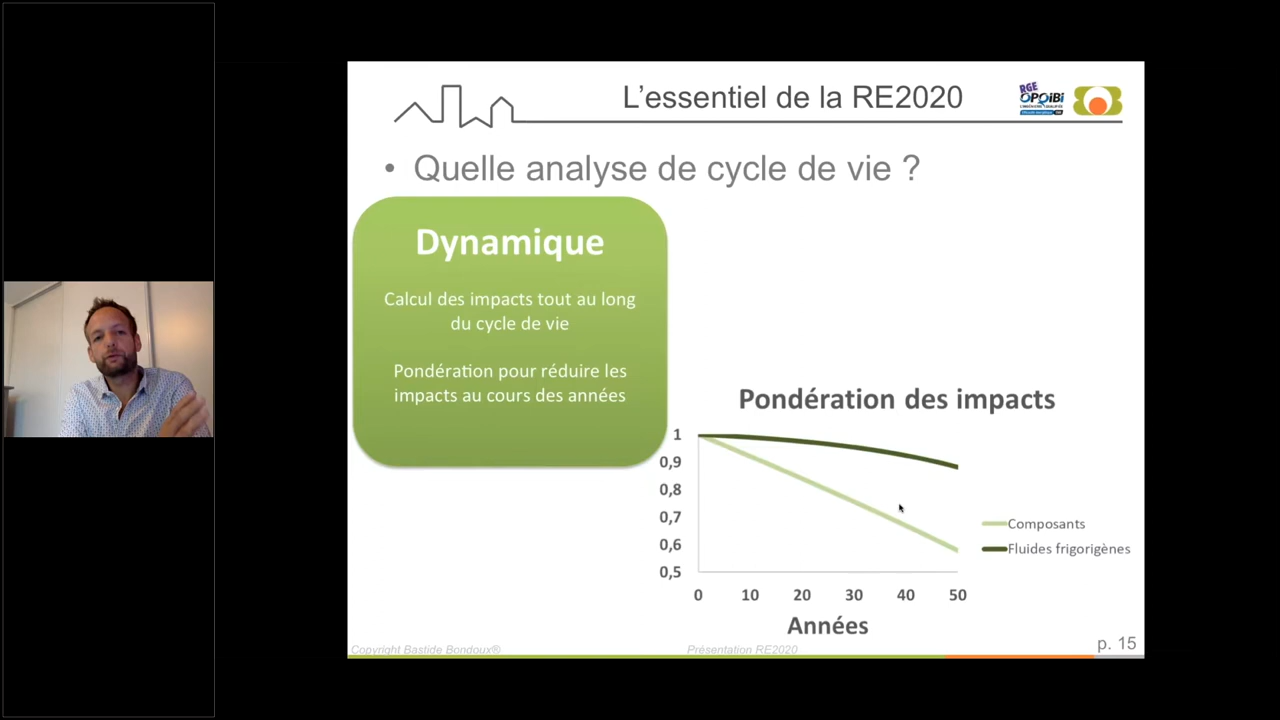 L'essentiel de la RE2020
RGE
OPQIBI
• Quelle analyse de cycle de vie ?
Dynamique
Calcul des impacts tout au long
du cycle de vie
Pondération pour réduire les
impacts au cours des années
Pondération des impacts
1
0,9
0,8
0,7
0,6
0,5
0 10 20 30 40 50
Années
Composants
Fluides frigorigènes
Copyright Bastide Bondoux®
Présentation RE2020
p. 15